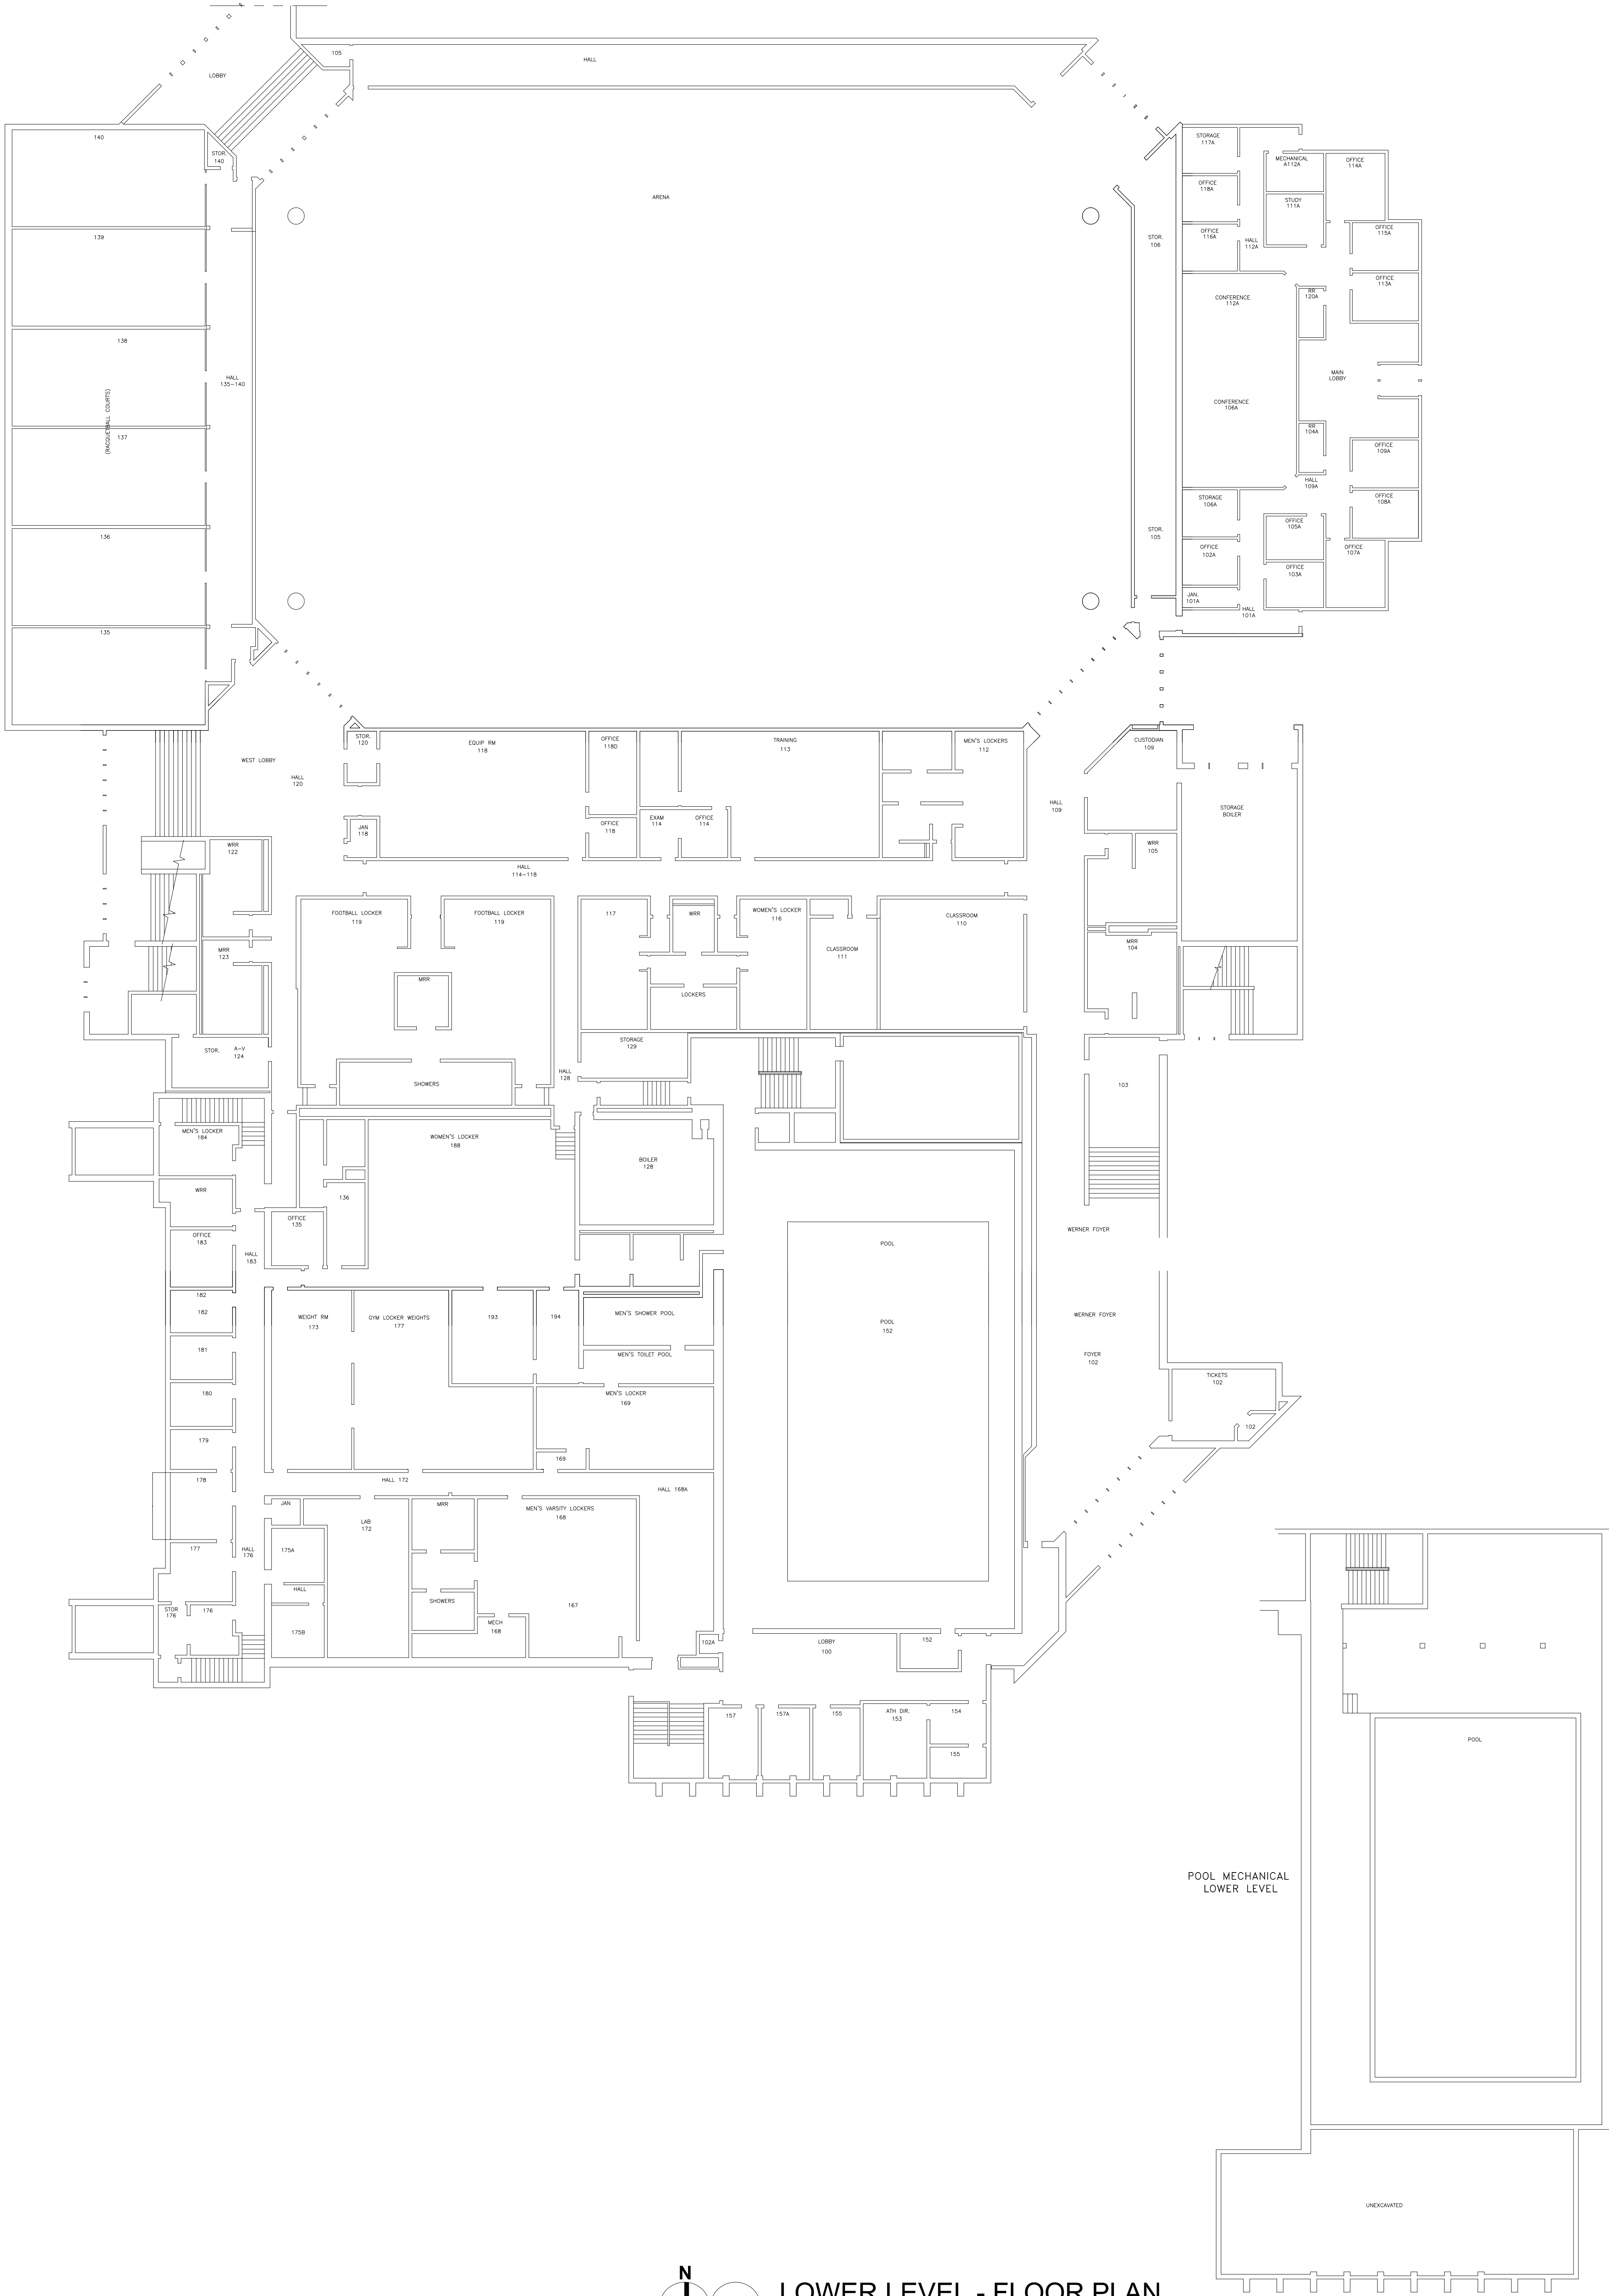 105
HALL
LOBBY
140
STOR.
140
ARENA
STORAGE
117A
MECHANICAL
A112A
OFFICE
114A
OFFICE
118A
STUDY
111A
OFFICE
116A
HALL
112A
OFFICE
115A
STOR.
106
139
OFFICE
113A
CONFERENCE
112A
RR
120A
138
HALL
135-140
(RACQUETBALL COURTS)
MAIN
LOBBY
CONFERENCE
106A
RR
104A
137
OFFICE
109A
HALL
109A
STORAGE
106A
OFFICE
108A
STOR.
105
OFFICE
105A
136
OFFICE
102A
OFFICE
107A
OFFICE
103A
JAN.
101A
HALL
101A
135
STOR.
120
EQUIP RM
118
OFFICE
118D
TRAINING
113
MEN'S LOCKERS
112
CUSTODIAN
109
WEST LOBBY
HALL
120
HALL
109
STORAGE
BOILER
JAN
118
OFFICE
118
EXAM
114
OFFICE
114
WRR
122
WRR
105
HALL
114-118
FOOTBALL LOCKER
119
FOOTBALL LOCKER
119
117
WRR
WOMEN'S LOCKER
116
CLASSROOM
110
CLASSROOM
111
MRR
123
MRR
104
MRR
LOCKERS
STOR.
A-V
124
STORAGE
129
HALL
128
SHOWERS
103
MEN'S LOCKER
184
WOMEN'S LOCKER
188
BOILER
128
WRR
136
OFFICE
135
OFFICE
183
HALL
183
WERNER FOYER
POOL
182
182
WEIGHT RM
173
GYM LOCKER WEIGHTS
177
193
194
MEN'S SHOWER POOL
POOL
152
WERNER FOYER
181
MEN'S TOILET POOL
FOYER
102
TICKETS
102
180
MEN'S LOCKER
169
102
179
169
178
HALL 172
HALL 168A
JAN
MRR
MEN'S VARSITY LOCKERS
168
LAB
172
177
HALL
176
175A
HALL
SHOWERS
167
STOR
176
176
MECH
168
175B
102A
LOBBY
100
152
157
157A
155
ATH DIR.
153
154
155
POOL
POOL MECHANICAL
LOWER LEVEL
UNEXCAVATED
N
LOWER LEVEL - FLOOR PLAN